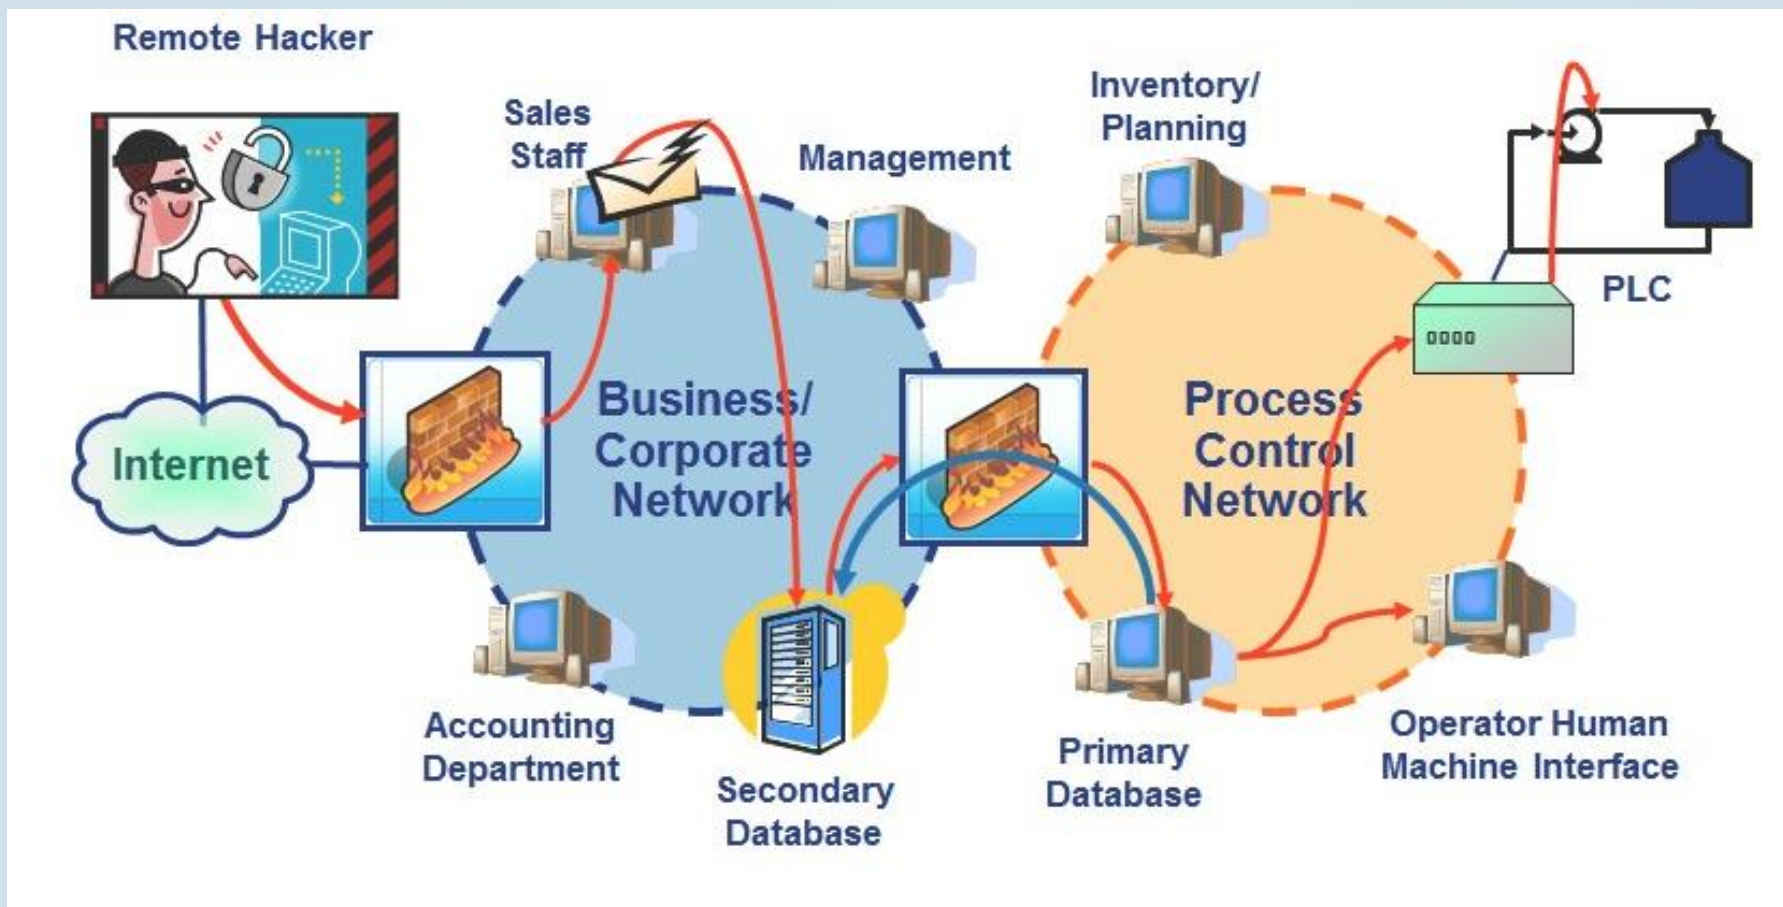 Remote Hacker
Sales
Staff
Management
Inventory/
Planning
PLC
Internet
Business/
Corporate
Network
Process
Control
Network
Accounting
Department
Secondary
Database
Primary
Database
Operator Human
Machine Interface